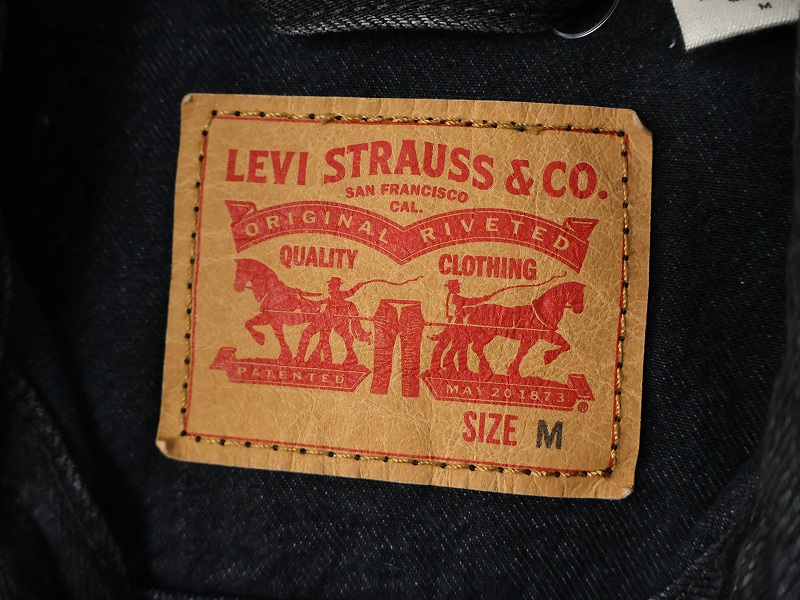 LEVI STRAUSS & CO.
SAN FRANCISCO
CAL.
ORIGINAL RIVETED
QUALITY CLOTHING
PATENTED MAY 20 1873
®
SIZE M
M